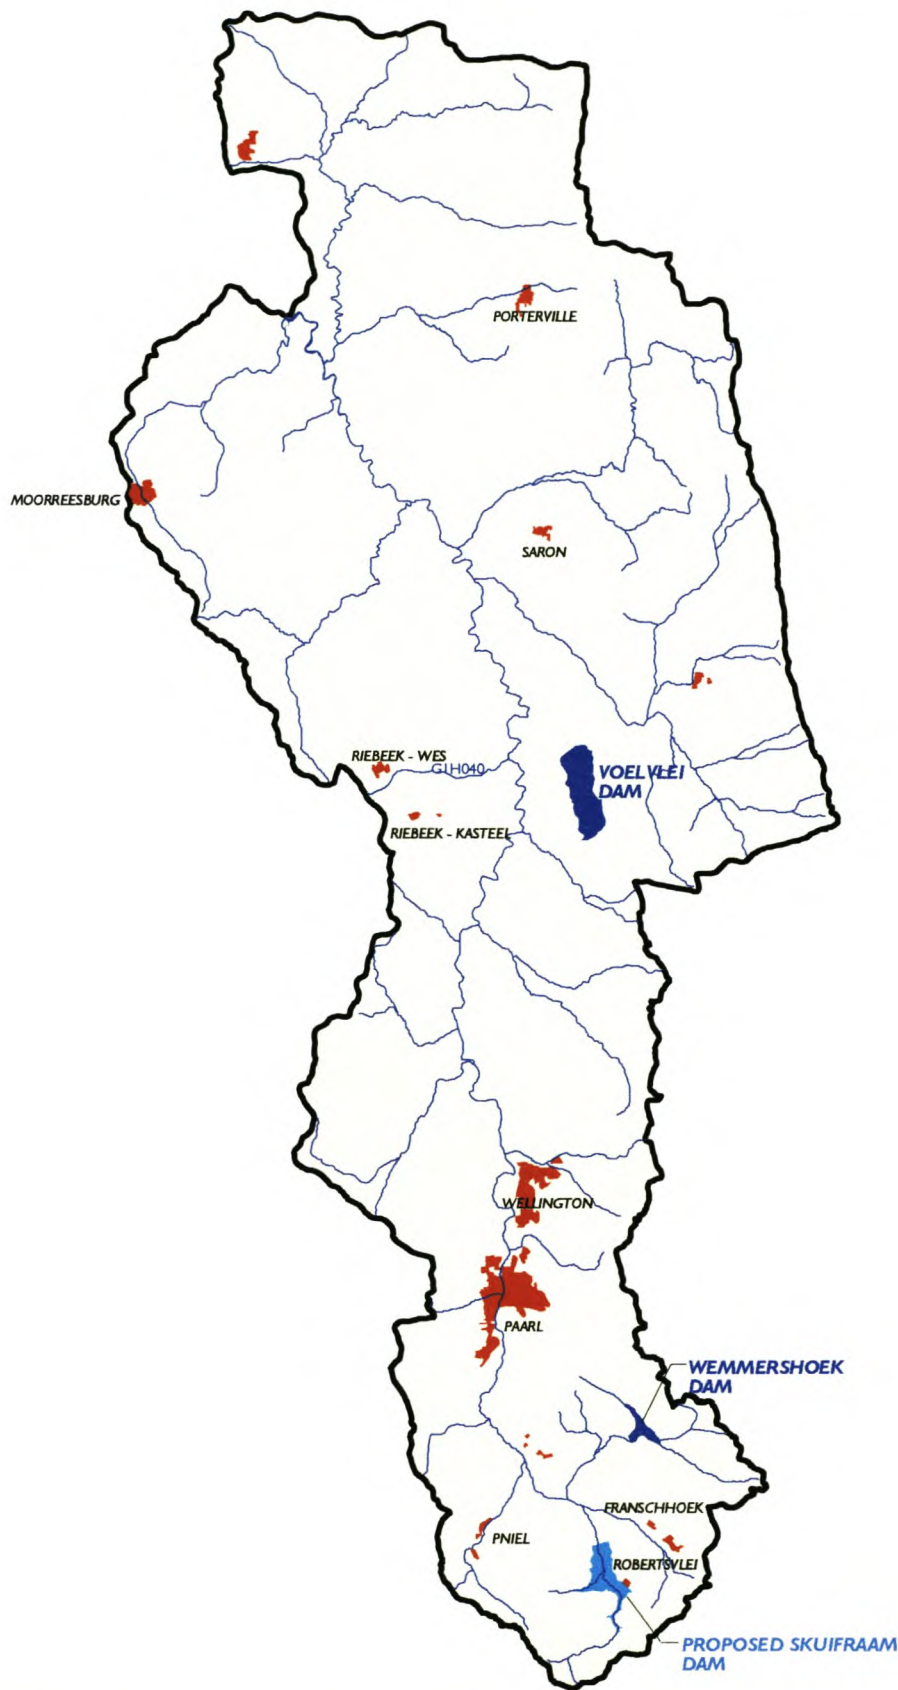 PORTERVILLE
MOORREESBURG
SARON
RIEBEEK - WES
G1H040
VOELVLEI
DAM
RIEBEEK - KASTEEL
WELLINGTON
PAARL
WEMMERSHOEK
DAM
FRANSCHHOEK
PNIEL
ROBERTSVLEI
PROPOSED SKUIFRAAM
DAM